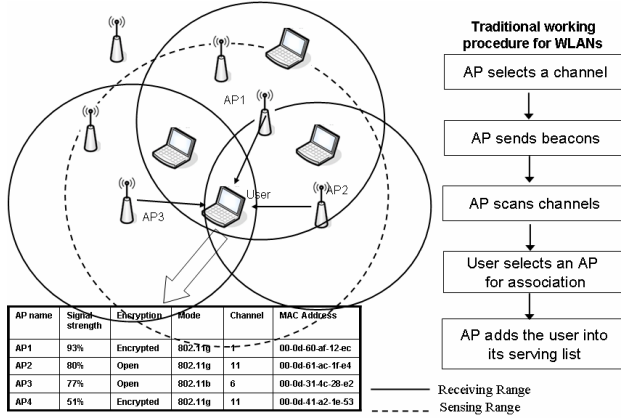 Traditional working
procedure for WLANs
AP selects a channel
AP sends beacons
AP scans channels
User selects an AP
for association
AP adds the user into
its serving list
AP1
AP2
User
AP3
AP name Signal strength Encryption Mode Channel MAC Address
AP1 93% Encrypted 802.11g 1 00-0d-60-af-12-ec
AP2 80% Open 802.11g 11 00-0d-61-ac-1f-e4
AP3 77% Open 802.11b 6 00-0d-31-4c-28-e2
AP4 51% Encrypted 802.11g 11 00-0d-41-a2-1e-53
Receiving Range
Sensing Range